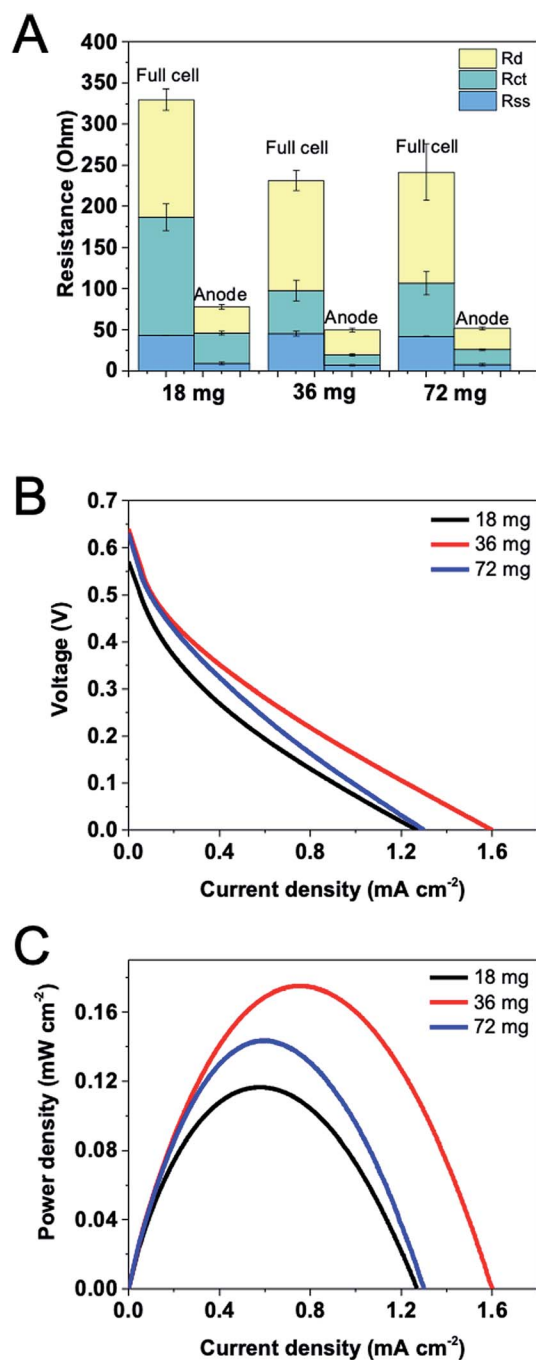 A
400
350
300
250
200
150
100
50
0
Resistance (Ohm)
Full cell
Anode
Full cell
Anode
Full cell
Anode
Rd
Rct
Rss
18 mg
36 mg
72 mg
B
0.7
0.6
0.5
0.4
0.3
0.2
0.1
0.0
Voltage (V)
18 mg
36 mg
72 mg
0.0
0.4
0.8
1.2
1.6
Current density (mA cm⁻²)
C
0.16
0.12
0.08
0.04
0.00
Power density (mW cm⁻²)
18 mg
36 mg
72 mg
0.0
0.4
0.8
1.2
1.6
Current density (mA cm⁻²)